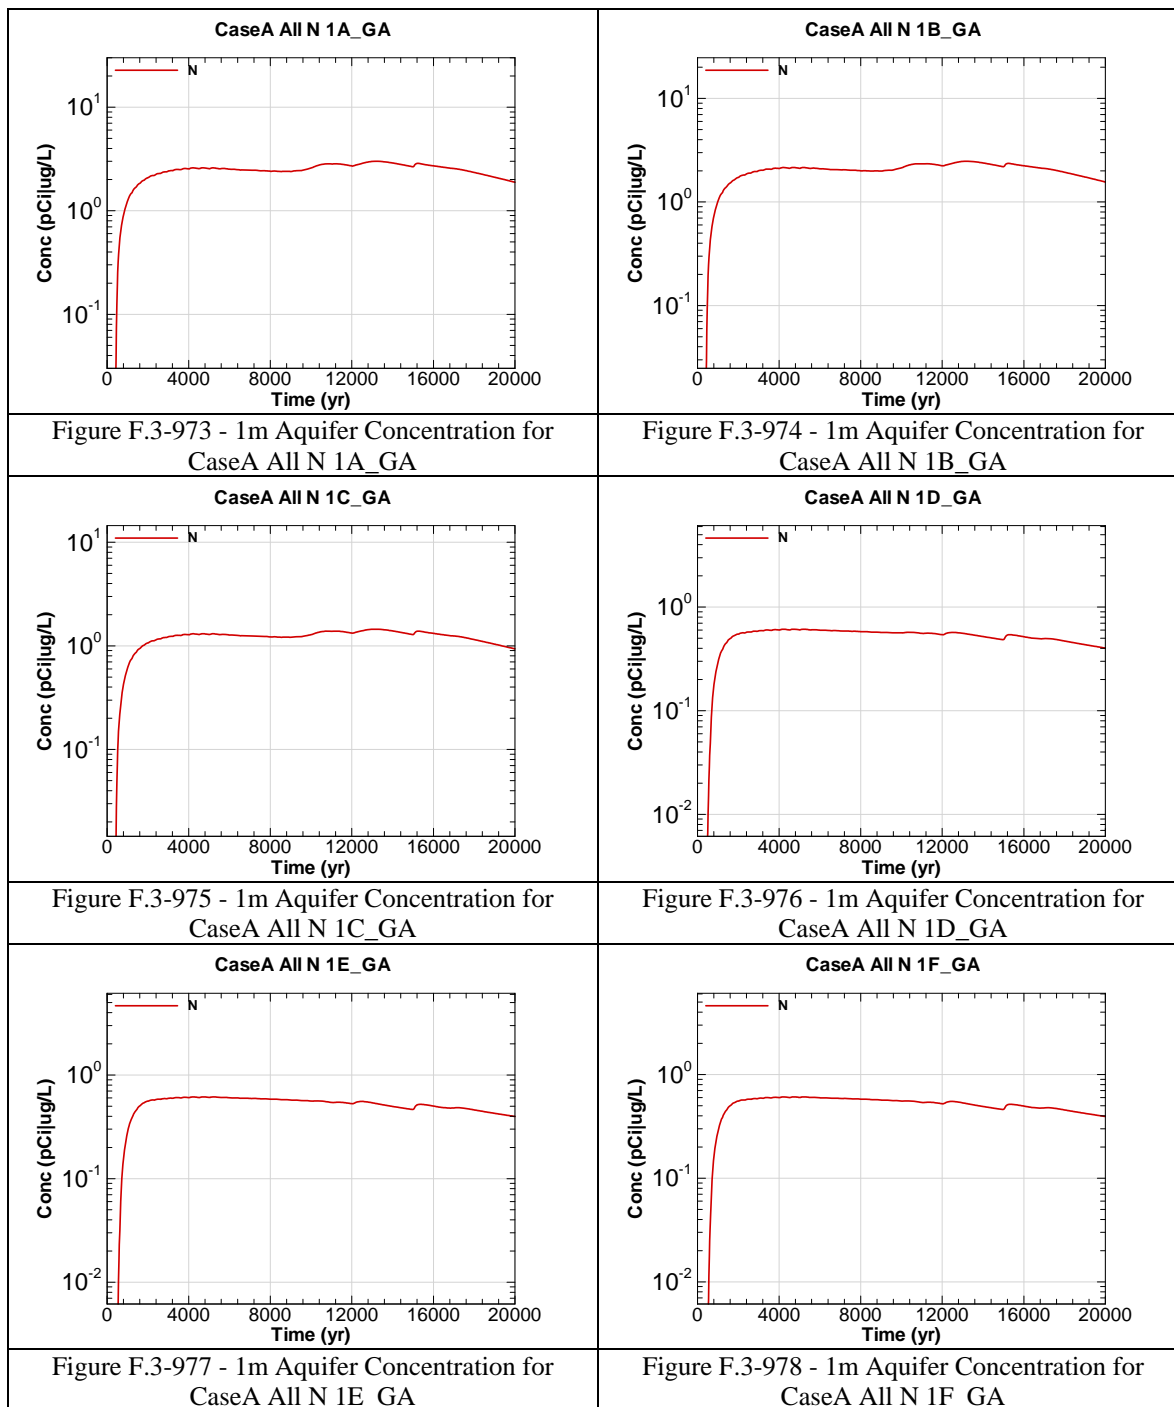 CaseA All N 1A_GA
N
10^1
10^0
10^-1
Conc (pCi|ug/L)
0 4000 8000 12000 16000 20000
Time (yr)
Figure F.3-973 - 1m Aquifer Concentration for
CaseA All N 1A_GA
CaseA All N 1B_GA
N
10^1
10^0
10^-1
Conc (pCi|ug/L)
0 4000 8000 12000 16000 20000
Time (yr)
Figure F.3-974 - 1m Aquifer Concentration for
CaseA All N 1B_GA
CaseA All N 1C_GA
N
10^1
10^0
10^-1
Conc (pCi|ug/L)
0 4000 8000 12000 16000 20000
Time (yr)
Figure F.3-975 - 1m Aquifer Concentration for
CaseA All N 1C_GA
CaseA All N 1D_GA
N
10^0
10^-1
10^-2
Conc (pCi|ug/L)
0 4000 8000 12000 16000 20000
Time (yr)
Figure F.3-976 - 1m Aquifer Concentration for
CaseA All N 1D_GA
CaseA All N 1E_GA
N
10^0
10^-1
10^-2
Conc (pCi|ug/L)
0 4000 8000 12000 16000 20000
Time (yr)
Figure F.3-977 - 1m Aquifer Concentration for
CaseA All N 1E_GA
CaseA All N 1F_GA
N
10^0
10^-1
10^-2
Conc (pCi|ug/L)
0 4000 8000 12000 16000 20000
Time (yr)
Figure F.3-978 - 1m Aquifer Concentration for
CaseA All N 1F_GA